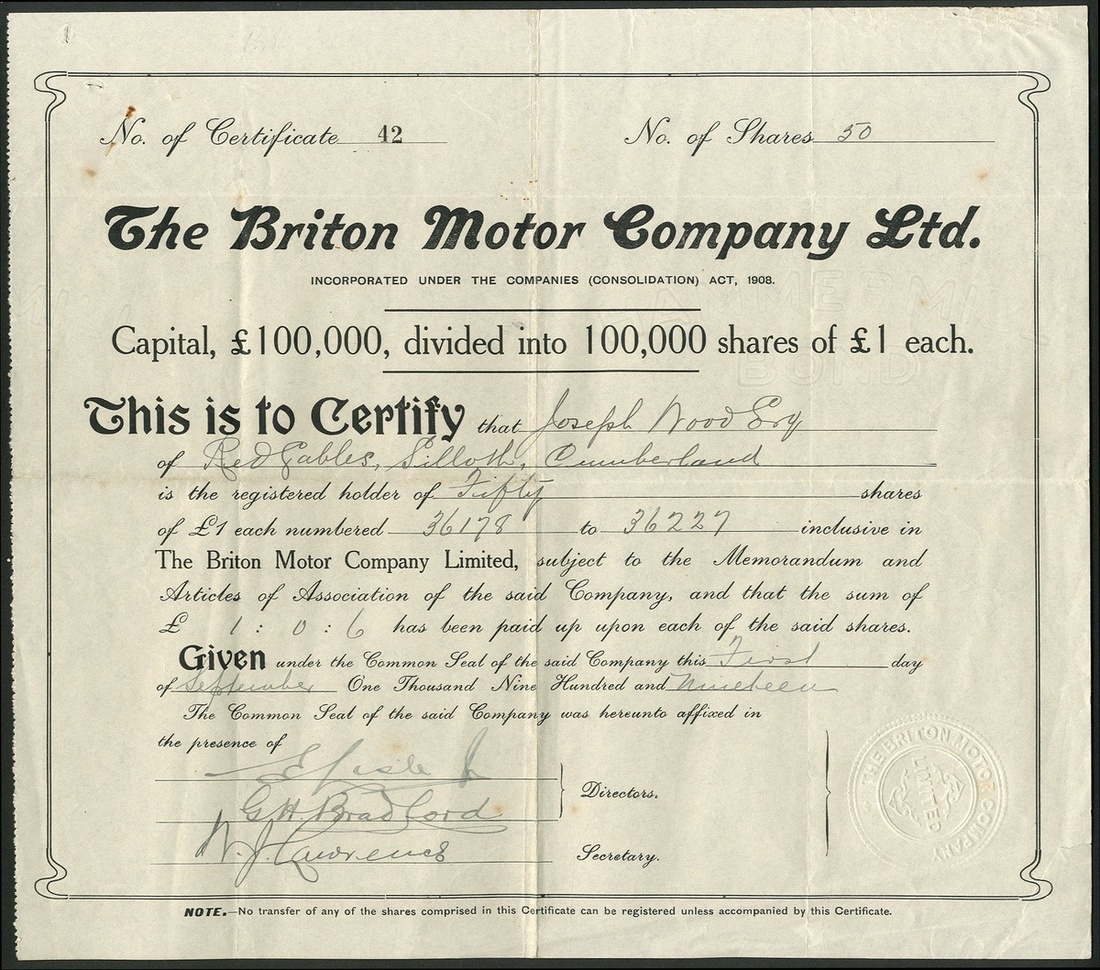 No. of Certificate 42 No. of Shares 50
The Briton Motor Company Ltd.
INCORPORATED UNDER THE COMPANIES (CONSOLIDATION) ACT, 1908.
Capital, £100,000, divided into 100,000 shares of £1 each.
This is to Certify that Joseph Wood Esq
of Red Gables, Silloth, Cumberland
is the registered holder of Fifty shares
of £1 each numbered 36178 to 36227 inclusive in
The Briton Motor Company Limited, subject to the Memorandum and
Articles of Association of the said Company, and that the sum of
£ 1 : 0 : 6 has been paid up upon each of the said shares.
Given under the Common Seal of the said Company this First day
of September One Thousand Nine Hundred and Nineteen
The Common Seal of the said Company was hereunto affixed in
the presence of
Directors.
G. H. Bradford
W. J. Lawrence
Secretary.
THE BRITON MOTOR COMPANY
LIMITED
NOTE.—No transfer of any of the shares comprised in this Certificate can be registered unless accompanied by this Certificate.